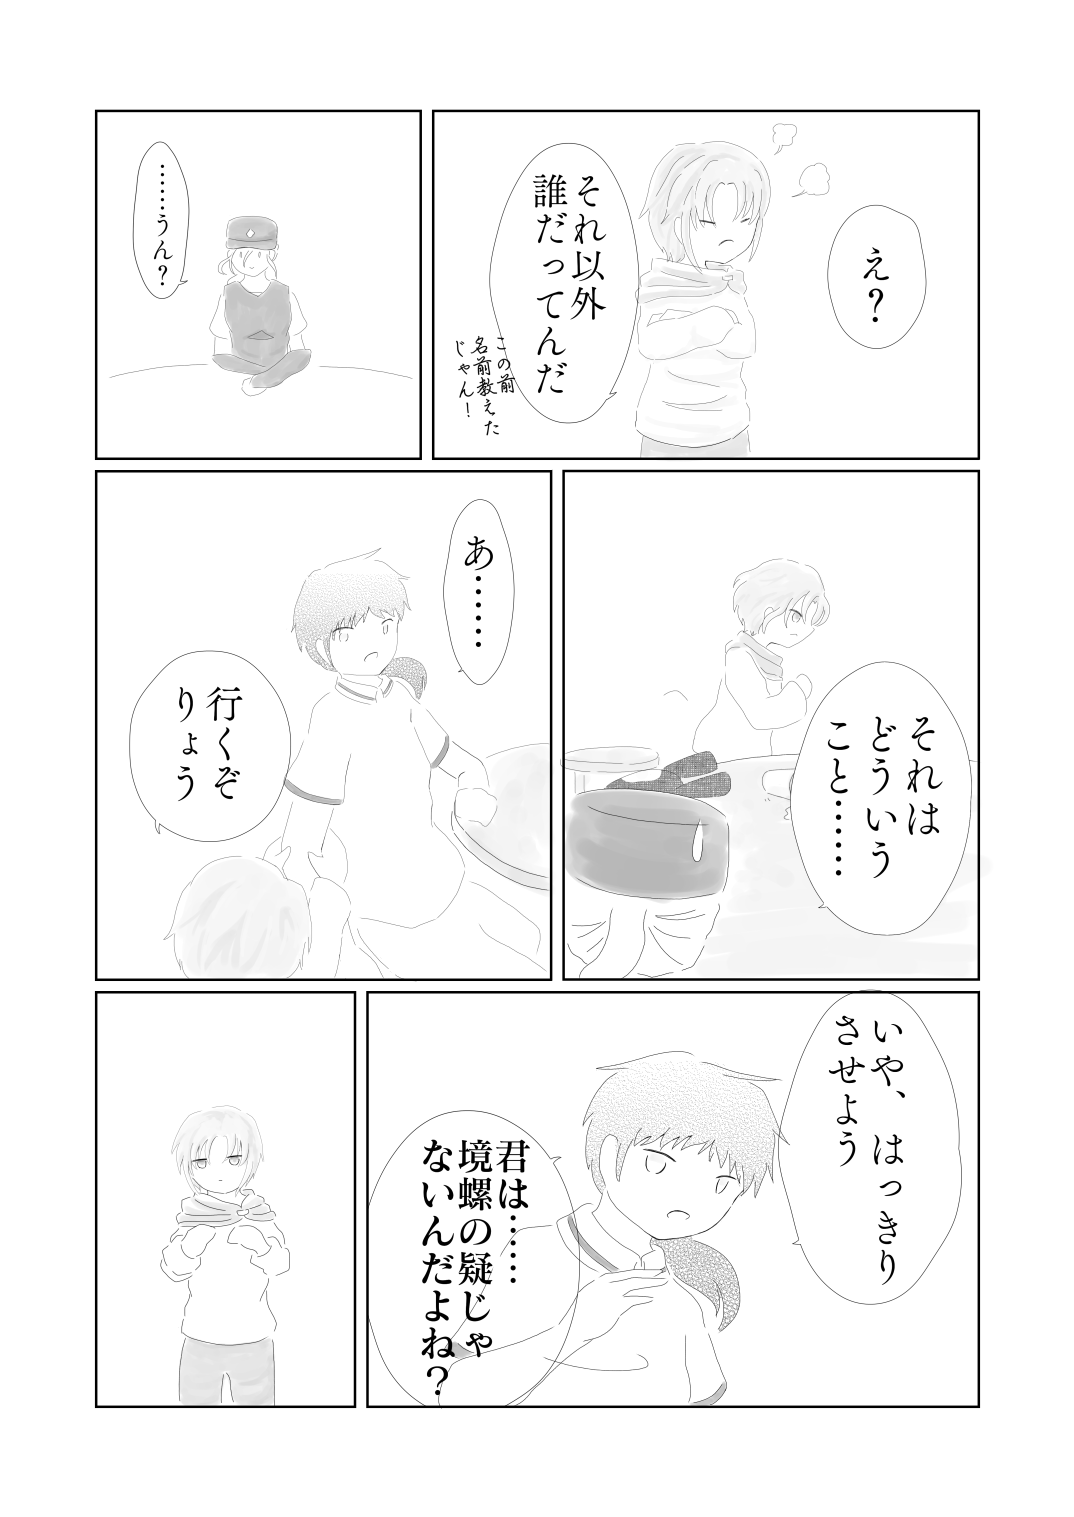 え?
それ以外
誰だってんだ
この前
名前教えた
じゃん!
……うん?
それは
どういう
こと……
あ……
行くぞ
りょう
いや、はっきり
させよう
君は……
境螺の疑じゃ
ないんだよね?